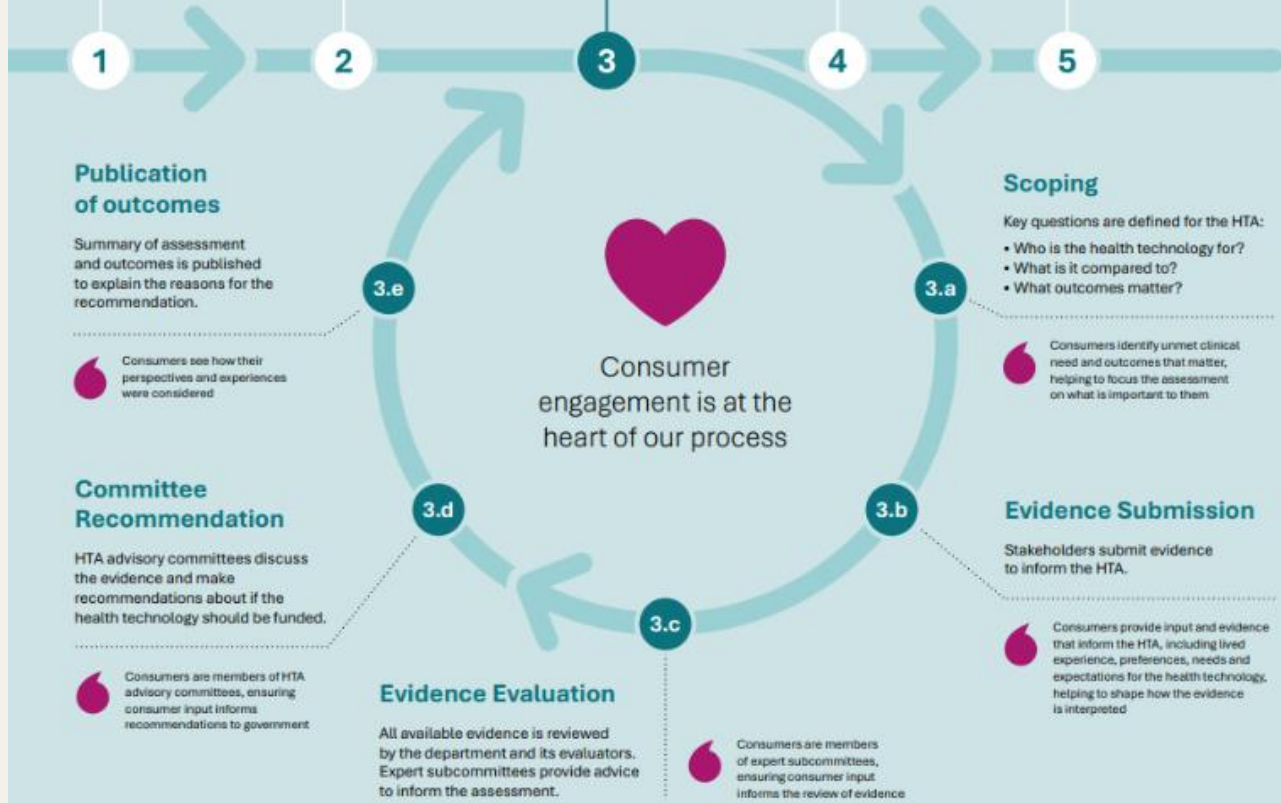 1
2
3
4
5
Publication
of outcomes
Summary of assessment
and outcomes is published
to explain the reasons for the
recommendation.
3.e
Consumers see how their
perspectives and experiences
were considered
Consumer
engagement is at the
heart of our process
Scoping
Key questions are defined for the HTA:
• Who is the health technology for?
• What is it compared to?
• What outcomes matter?
3.a
Consumers identify unmet clinical
need and outcomes that matter,
helping to focus the assessment
on what is important to them
Committee
Recommendation
HTA advisory committees discuss
the evidence and make
recommendations about if the
health technology should be funded.
3.d
Consumers are members of HTA
advisory committees, ensuring
consumer input informs
recommendations to government
3.b
Evidence Submission
Stakeholders submit evidence
to inform the HTA.
Consumers provide input and evidence
that inform the HTA, including lived
experience, preferences, needs and
expectations for the health technology,
helping to shape how the evidence
is interpreted
3.c
Evidence Evaluation
All available evidence is reviewed
by the department and its evaluators.
Expert subcommittees provide advice
to inform the assessment.
Consumers are members
of expert subcommittees,
ensuring consumer input
informs the review of evidence